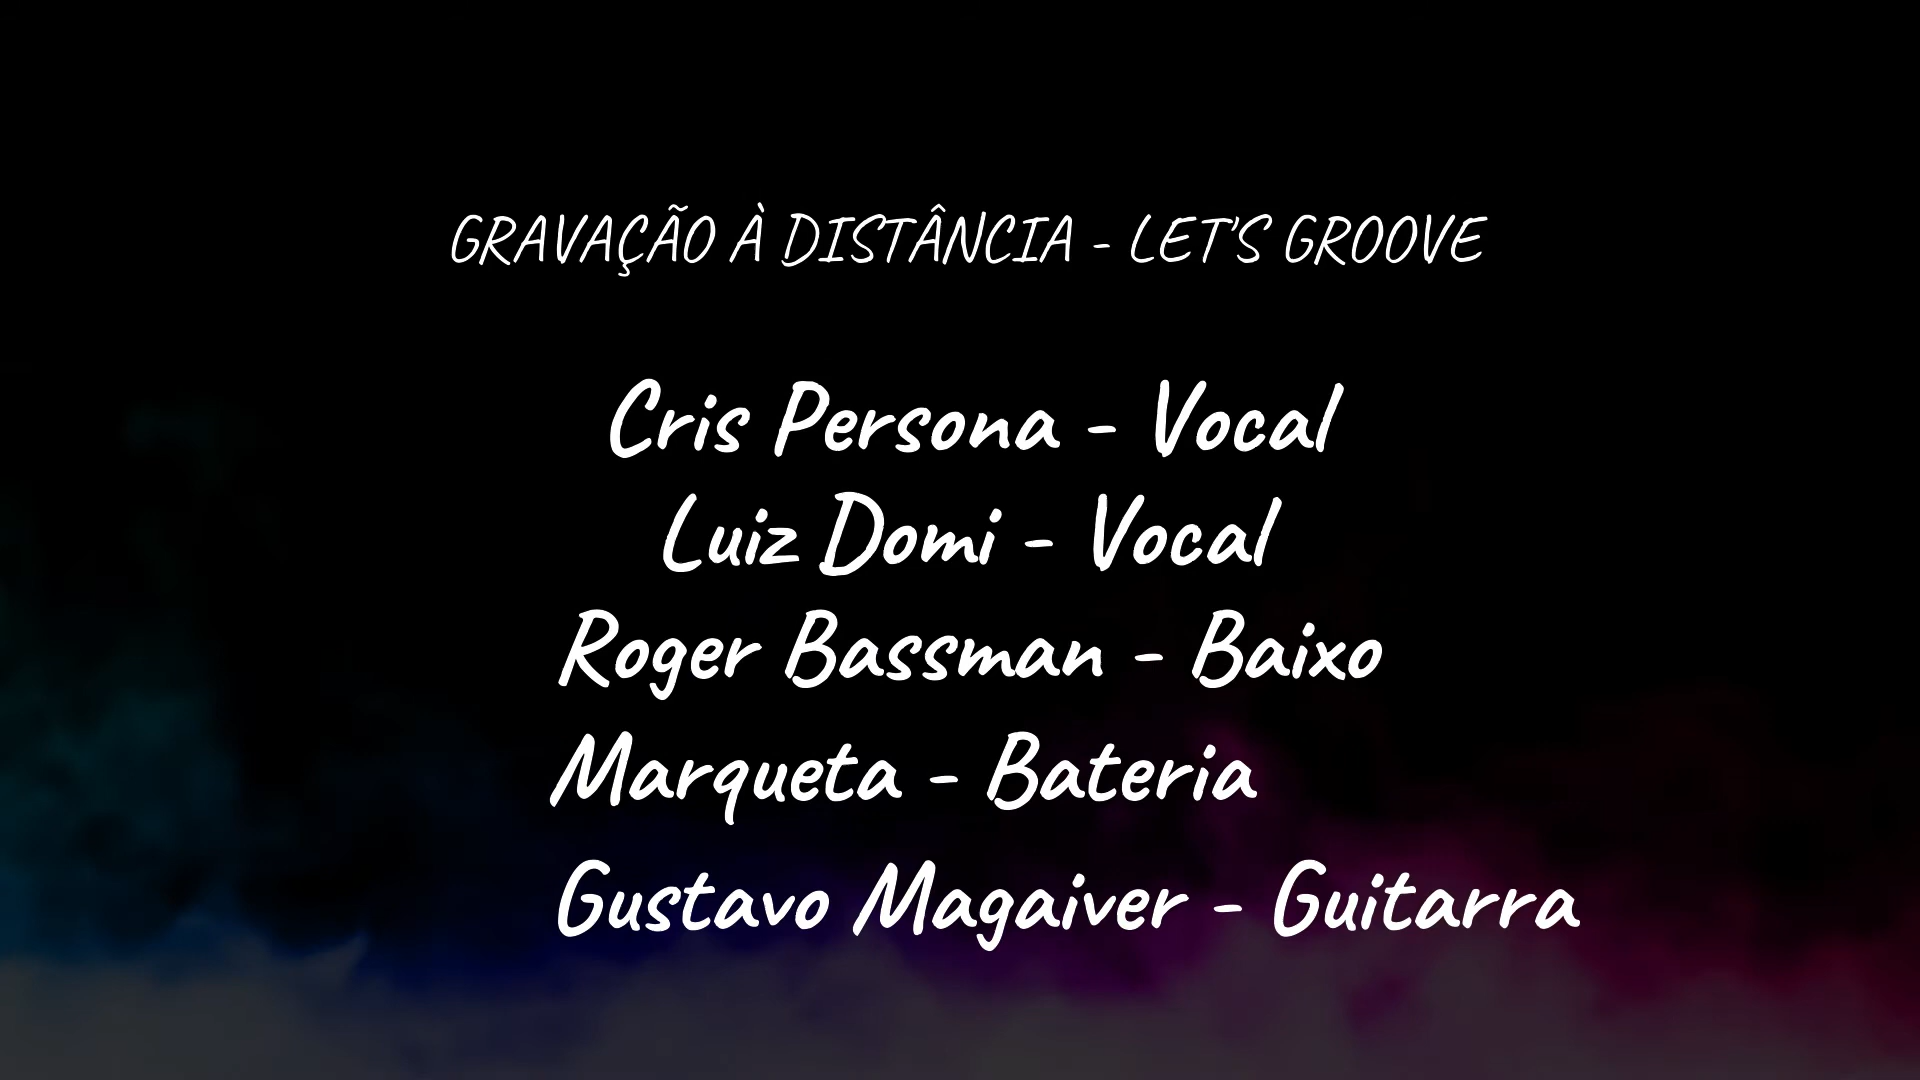 GRAVAÇÃO À DISTÂNCIA - LET'S GROOVE
Cris Persona - Vocal
Luiz Domi - Vocal
Roger Bassman - Baixo
Marqueta - Bateria
Gustavo Magaiver - Guitarra